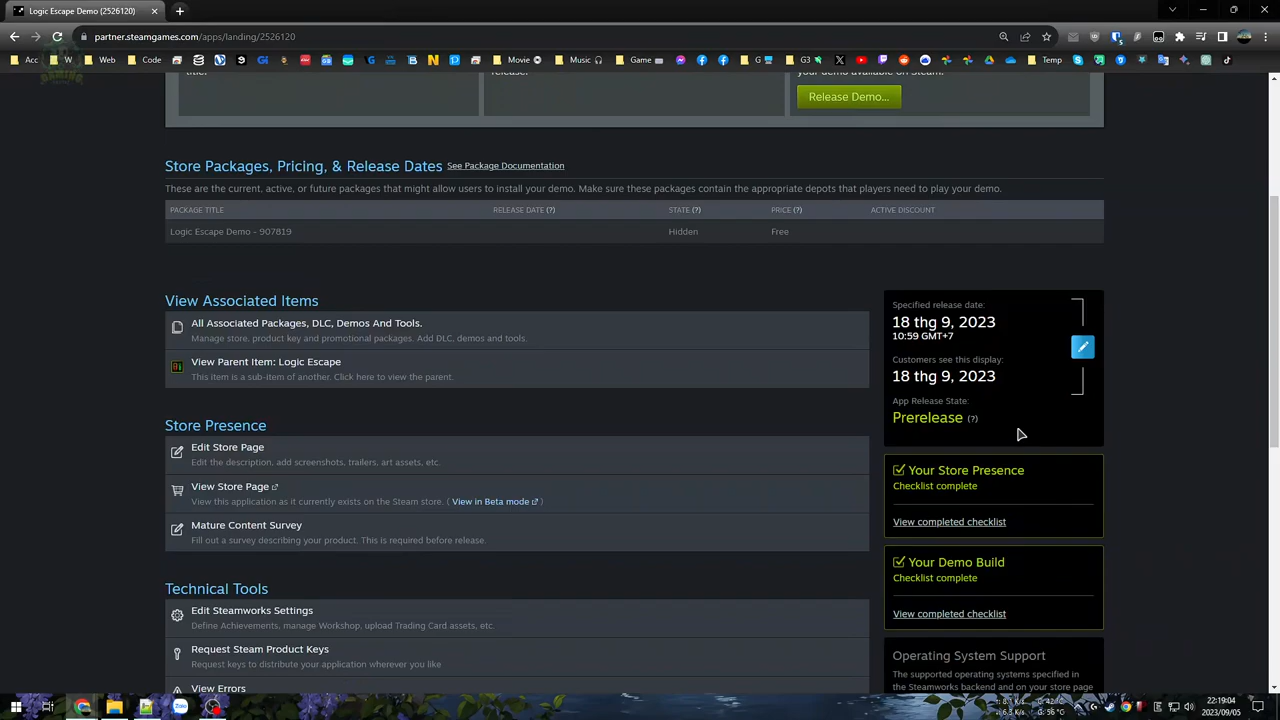 Logic Escape Demo (2526120)
partner.steamgames.com/apps/landing/2526120
Acc
W
Web
Codi
Movie
Music
Game
G
G3
Temp
title.
release.
your demo available on Steam.
Release Demo...
Store Packages, Pricing, & Release Dates See Package Documentation
These are the current, active, or future packages that might allow users to install your demo. Make sure these packages contain the appropriate depots that players need to play your demo.
PACKAGE TITLE RELEASE DATE (?) STATE (?) PRICE (?) ACTIVE DISCOUNT
Logic Escape Demo - 907819 Hidden Free
View Associated Items
All Associated Packages, DLC, Demos And Tools.
Manage store, product key and promotional packages. Add DLC, demos and tools.
View Parent Item: Logic Escape
This item is a sub-item of another. Click here to view the parent.
Store Presence
Edit Store Page
Edit the description, add screenshots, trailers, art assets, etc.
View Store Page
View this application as it currently exists on the Steam store. ( View in Beta mode )
Mature Content Survey
Fill out a survey describing your product. This is required before release.
Technical Tools
Edit Steamworks Settings
Define Achievements, manage Workshop, upload Trading Card assets, etc.
Request Steam Product Keys
Request keys to distribute your application wherever you like
View Errors
Specified release date:
18 thg 9, 2023
10:59 GMT+7
Customers see this display:
18 thg 9, 2023
App Release State:
Prerelease (?)
Your Store Presence
Checklist complete
View completed checklist
Your Demo Build
Checklist complete
View completed checklist
Operating System Support
The supported operating systems specified in
the Steamworks backend and on your store page
Zalo
22:19:04
2023/09/05